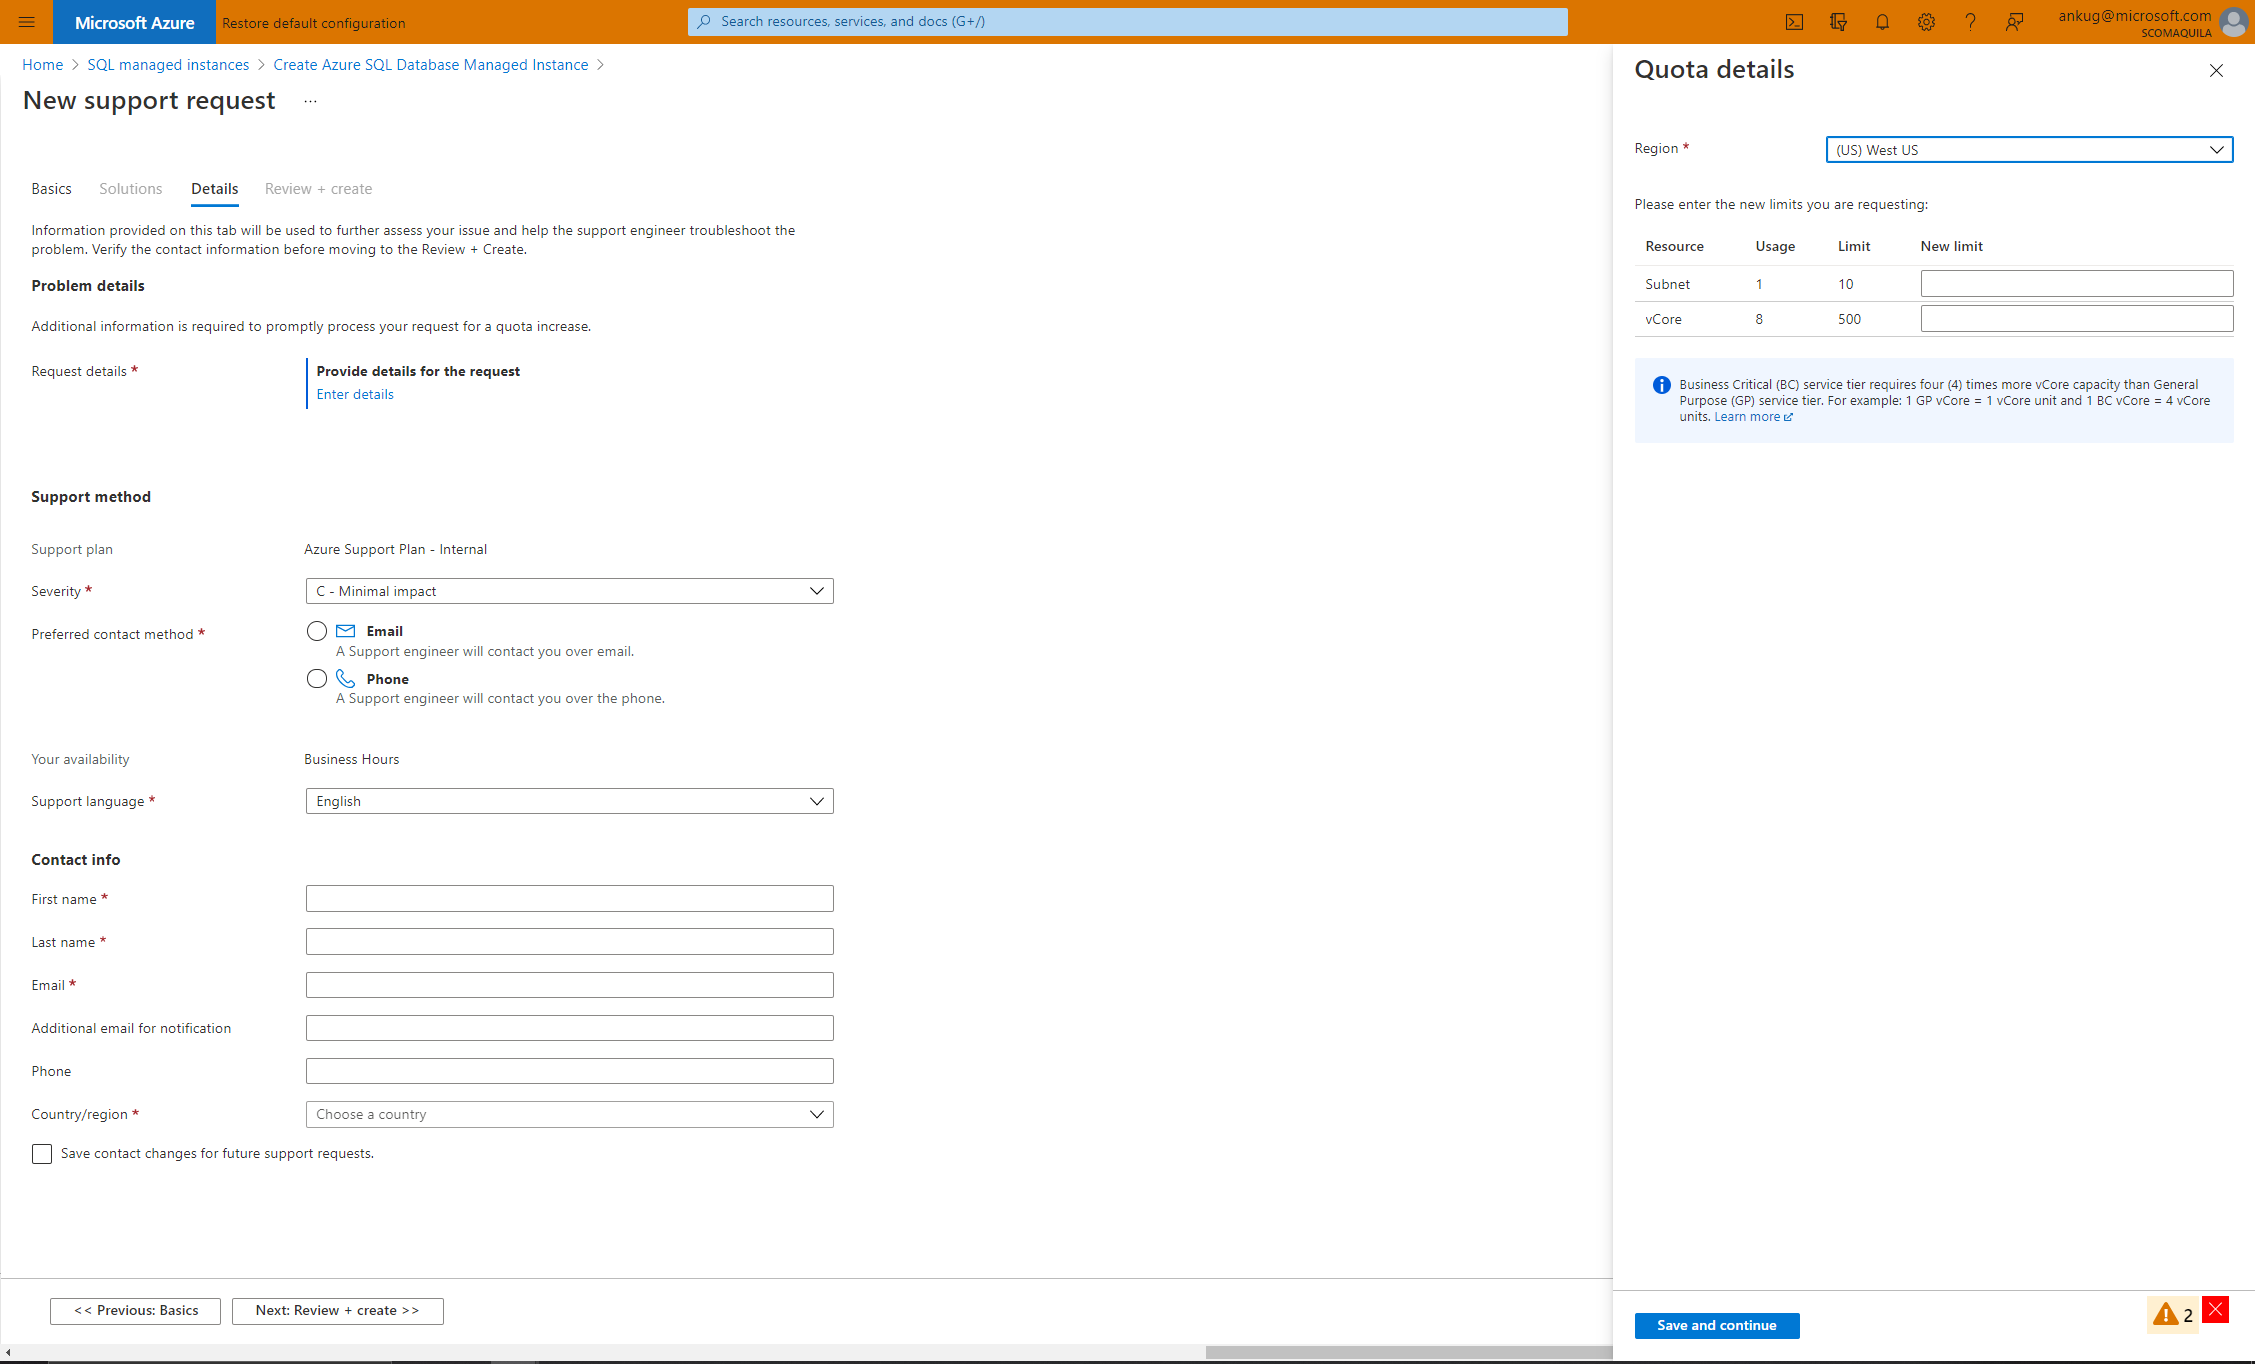 Microsoft Azure
Restore default configuration
Search resources, services, and docs (G+/)
ankug@microsoft.com
SCOMAQUILA
Home > SQL managed instances > Create Azure SQL Database Managed Instance >
New support request ...
Basics Solutions Details Review + create
Information provided on this tab will be used to further assess your issue and help the support engineer troubleshoot the
problem. Verify the contact information before moving to the Review + Create.
Problem details
Additional information is required to promptly process your request for a quota increase.
Request details *
Provide details for the request
Enter details
Support method
Support plan
Azure Support Plan - Internal
Severity *
C - Minimal impact
Preferred contact method *
Email
A Support engineer will contact you over email.
Phone
A Support engineer will contact you over the phone.
Your availability
Business Hours
Support language *
English
Contact info
First name *
Last name *
Email *
Additional email for notification
Phone
Country/region *
Choose a country
Save contact changes for future support requests.
<< Previous: Basics
Next: Review + create >>
Quota details
Region *
(US) West US
Please enter the new limits you are requesting:
Resource Usage Limit New limit
Subnet 1 10
vCore 8 500
Business Critical (BC) service tier requires four (4) times more vCore capacity than General
Purpose (GP) service tier. For example: 1 GP vCore = 1 vCore unit and 1 BC vCore = 4 vCore
units. Learn more
Save and continue
2